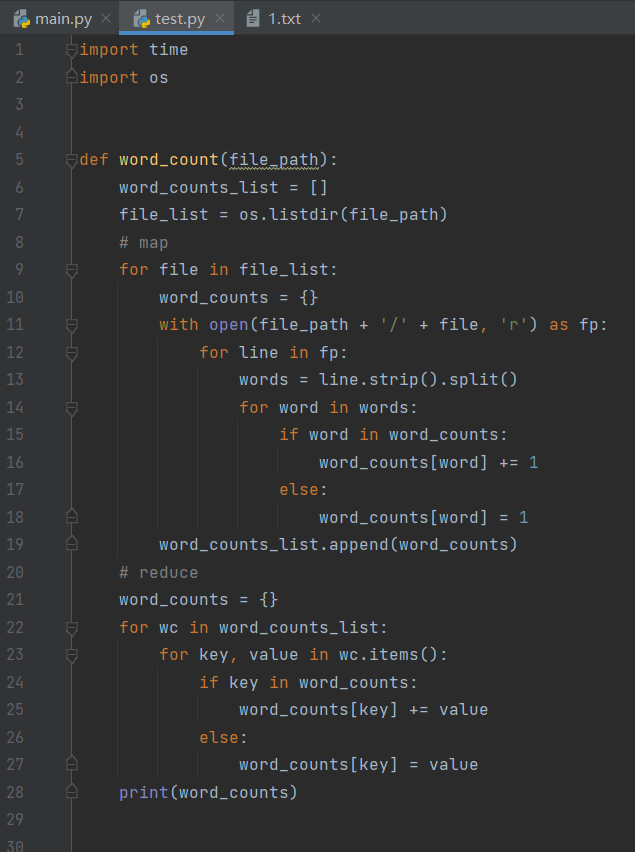 main.py test.py 1.txt
1 import time
2 import os
3
4
5 def word_count(file_path):
6     word_counts_list = []
7     file_list = os.listdir(file_path)
8     # map
9     for file in file_list:
10         word_counts = {}
11         with open(file_path + '/' + file, 'r') as fp:
12             for line in fp:
13                 words = line.strip().split()
14                 for word in words:
15                     if word in word_counts:
16                         word_counts[word] += 1
17                     else:
18                         word_counts[word] = 1
19         word_counts_list.append(word_counts)
20     # reduce
21     word_counts = {}
22     for wc in word_counts_list:
23         for key, value in wc.items():
24             if key in word_counts:
25                 word_counts[key] += value
26             else:
27                 word_counts[key] = value
28     print(word_counts)
29
30